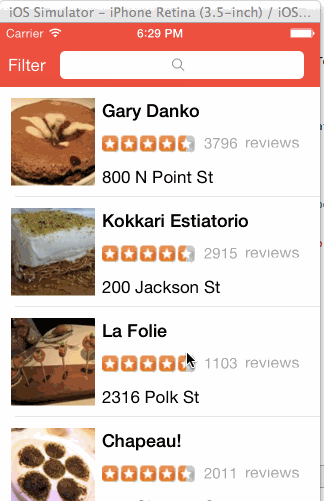 iOS Simulator - iPhone Retina (3.5-inch) / iOS...
Carrier 6:29 PM
Filter
Gary Danko
3796 reviews
800 N Point St
Kokkari Estiatorio
2915 reviews
200 Jackson St
La Folie
1103 reviews
2316 Polk St
Chapeau!
2011 reviews